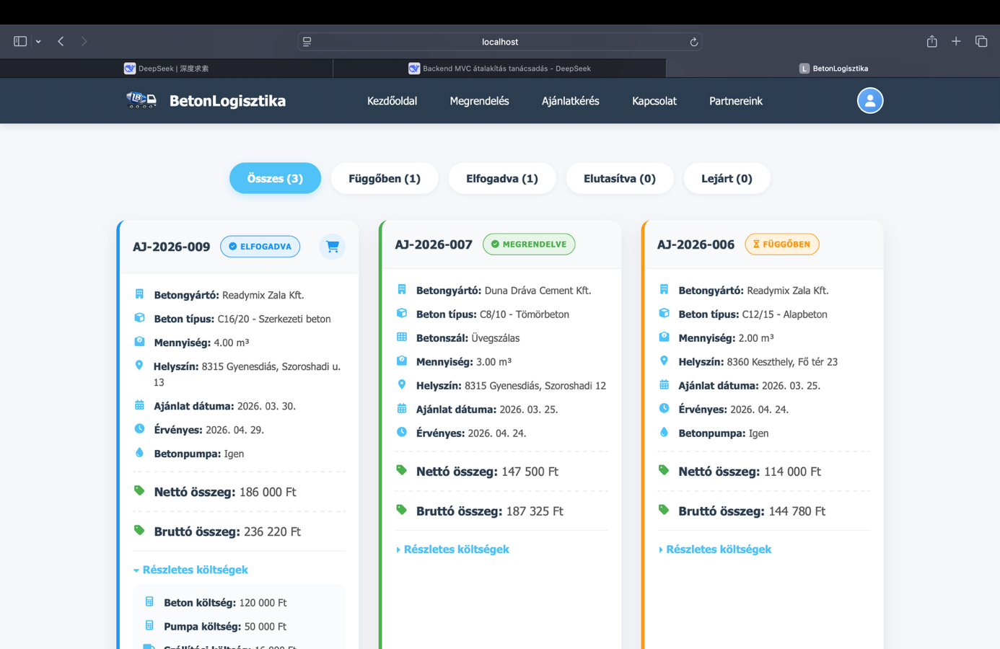 localhost
DeepSeek | 深度求索
Backend MVC átalakítás tanácsadás - DeepSeek
L BetonLogisztika
BetonLogisztika
Kezdőoldal
Megrendelés
Ajánlatkérés
Kapcsolat
Partnereink
Összes (3)
Függőben (1)
Elfogadva (1)
Elutasítva (0)
Lejárt (0)
AJ-2026-009
ELFOGADVA
Betongyártó: Readymix Zala Kft.
Beton típus: C16/20 - Szerkezeti beton
Mennyiség: 4.00 m³
Helyszín: 8315 Gyenesdiás, Szoroshadi u.
13
Ajánlat dátuma: 2026. 03. 30.
Érvényes: 2026. 04. 29.
Betonpumpa: Igen
Nettó összeg: 186 000 Ft
Bruttó összeg: 236 220 Ft
Részletes költségek
Beton költség: 120 000 Ft
Pumpa költség: 50 000 Ft
Szállítási költség: 16 000 Ft
AJ-2026-007
MEGRENDELVE
Betongyártó: Duna Dráva Cement Kft.
Beton típus: C8/10 - Tömörbeton
Betonszál: Üvegszálas
Mennyiség: 3.00 m³
Helyszín: 8315 Gyenesdiás, Szoroshadi 12
Ajánlat dátuma: 2026. 03. 25.
Érvényes: 2026. 04. 24.
Nettó összeg: 147 500 Ft
Bruttó összeg: 187 325 Ft
Részletes költségek
AJ-2026-006
FÜGGŐBEN
Betongyártó: Readymix Zala Kft.
Beton típus: C12/15 - Alapbeton
Mennyiség: 2.00 m³
Helyszín: 8360 Keszthely, Fő tér 23
Ajánlat dátuma: 2026. 03. 25.
Érvényes: 2026. 04. 24.
Betonpumpa: Igen
Nettó összeg: 114 000 Ft
Bruttó összeg: 144 780 Ft
Részletes költségek